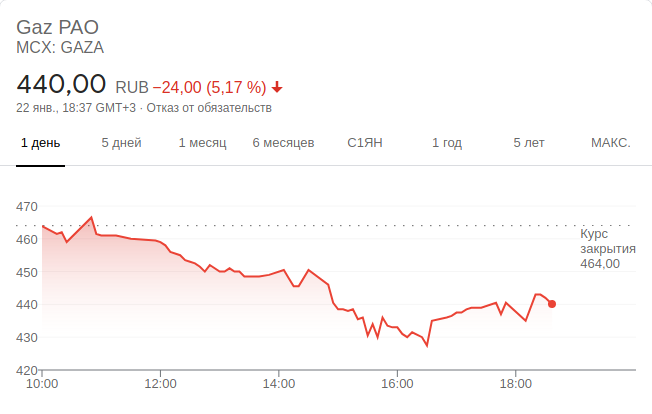 Gaz PAO
MCX: GAZA
440,00 RUB −24,00 (5,17 %)
22 янв., 18:37 GMT+3 · Отказ от обязательств
1 день 5 дней 1 месяц 6 месяцев С1ЯН 1 год 5 лет МАКС.
470
460
450
440
430
420
Курс
закрытия
464,00
10:00 12:00 14:00 16:00 18:00